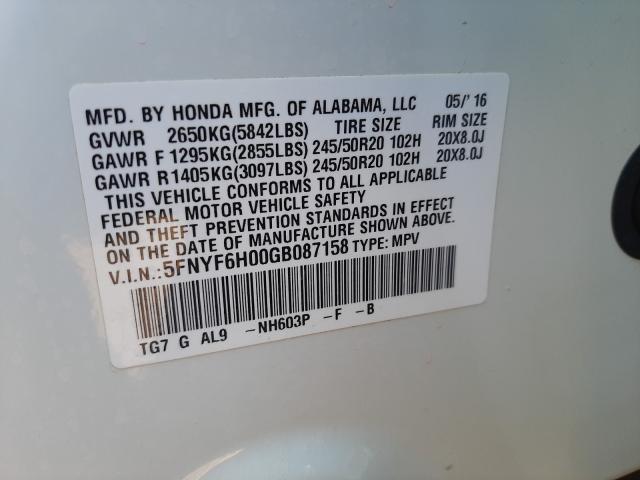 MFD. BY HONDA MFG. OF ALABAMA, LLC 05/'16
GVWR 2650KG(5842LBS) TIRE SIZE RIM SIZE
GAWR F 1295KG(2855LBS) 245/50R20 102H 20X8.0J
GAWR R 1405KG(3097LBS) 245/50R20 102H 20X8.0J
THIS VEHICLE CONFORMS TO ALL APPLICABLE
FEDERAL MOTOR VEHICLE SAFETY
AND THEFT PREVENTION STANDARDS IN EFFECT
ON THE DATE OF MANUFACTURE SHOWN ABOVE.
V.I.N.:5FNYF6H00GB087158 TYPE: MPV
TG7 G AL9 -NH603P -F -B